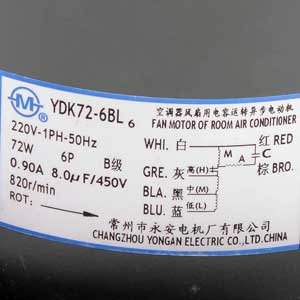 YDK72-6BL 6
空调器风扇用电容运转异步电动机
FAN MOTOR OF ROOM AIR CONDITIONER
220V-1PH-50Hz
72W 6P B级
0.90A 8.0μF/450V
820r/min
ROT:
WHI. 白 红 RED
M C
A 棕 BRO.
GRE. 灰 高(H)
BLA. 黑 中(M)
BLU. 蓝 低(L)
常州市永安电机厂有限公司
CHANGZHOU YONGAN ELECTRIC CO.,LTD.CHINA